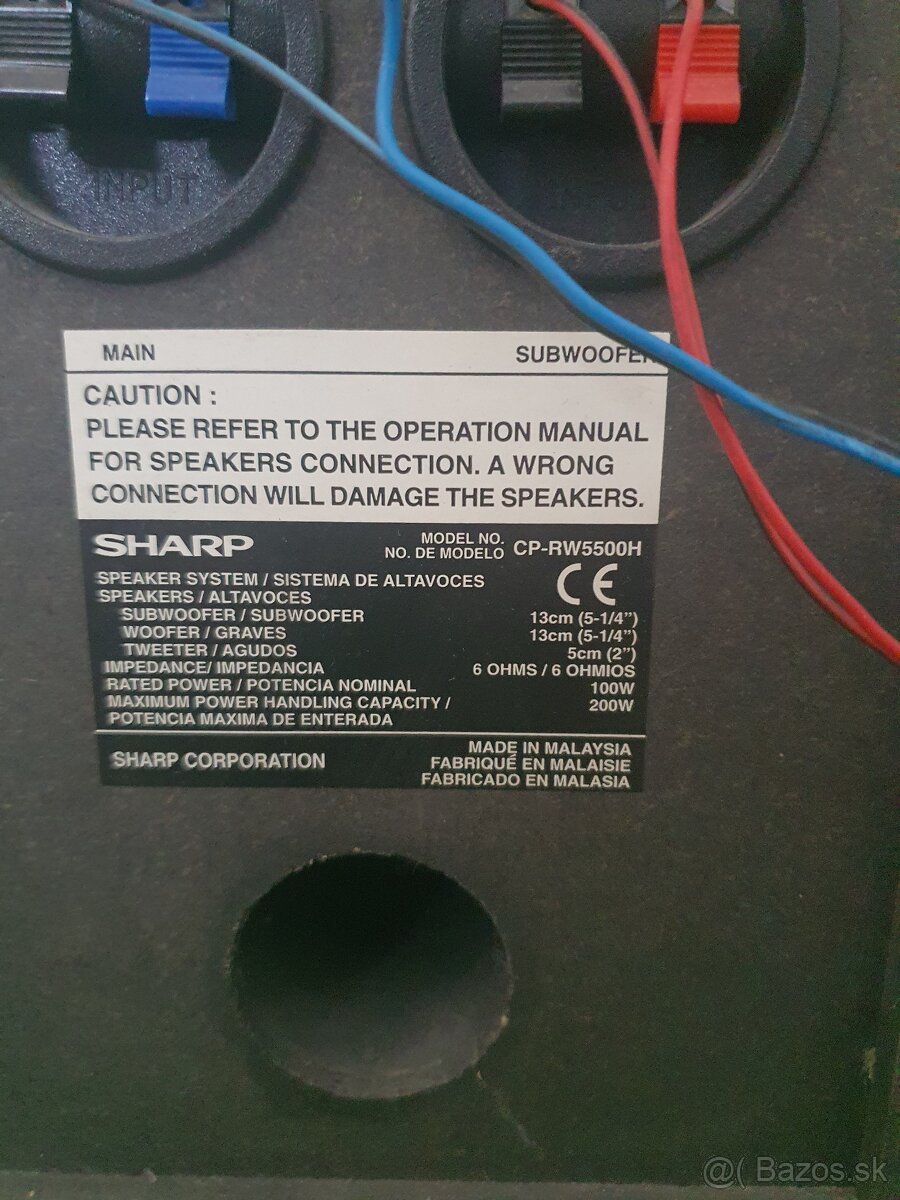 INPUT
MAIN SUBWOOFER
CAUTION :
PLEASE REFER TO THE OPERATION MANUAL
FOR SPEAKERS CONNECTION. A WRONG
CONNECTION WILL DAMAGE THE SPEAKERS.
SHARP MODEL NO. NO. DE MODELO CP-RW5500H
SPEAKER SYSTEM / SISTEMA DE ALTAVOCES CE
SPEAKERS / ALTAVOCES
SUBWOOFER / SUBWOOFER 13cm (5-1/4")
WOOFER / GRAVES 13cm (5-1/4")
TWEETER / AGUDOS 5cm (2")
IMPEDANCE/ IMPEDANCIA 6 OHMS / 6 OHMIOS
RATED POWER / POTENCIA NOMINAL 100W
MAXIMUM POWER HANDLING CAPACITY / 200W
POTENCIA MAXIMA DE ENTERADA
SHARP CORPORATION MADE IN MALAYSIA
FABRIQUÉ EN MALAISIE
FABRICADO EN MALASIA
@( Bazos.sk